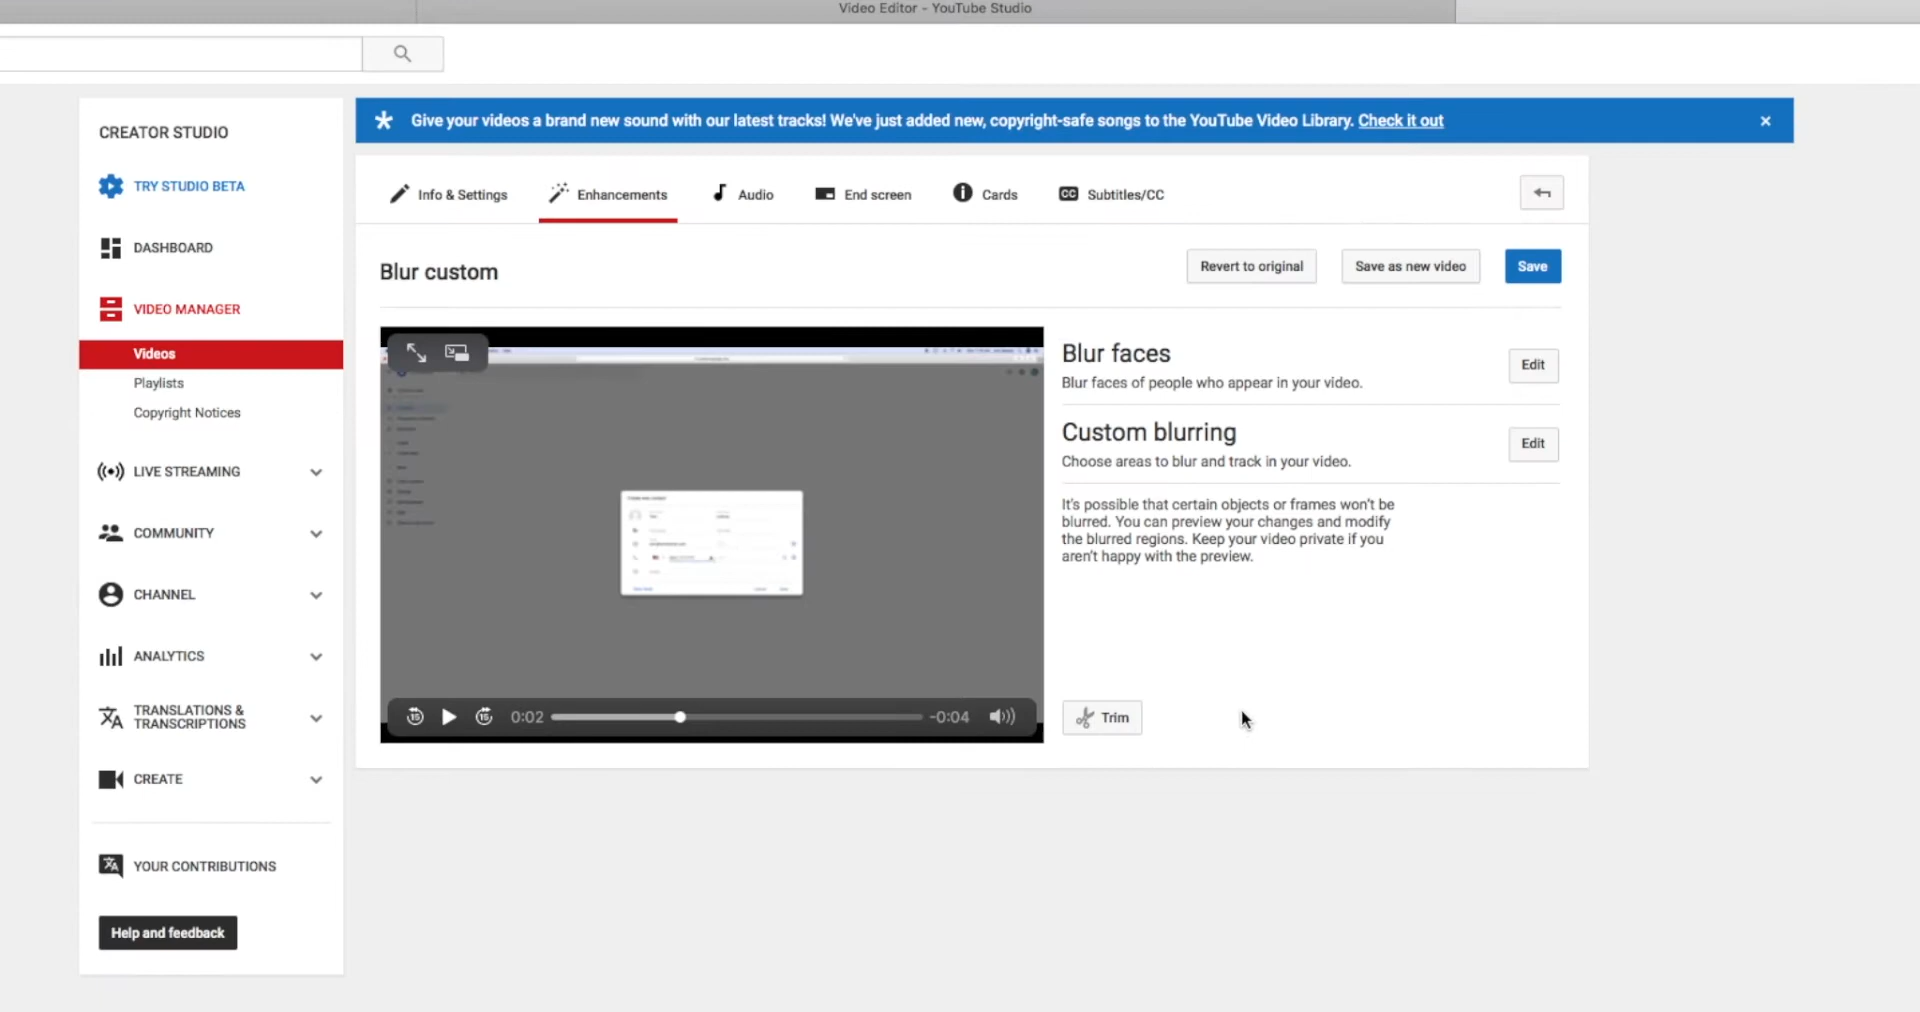 Video Editor - YouTube Studio
CREATOR STUDIO
TRY STUDIO BETA
DASHBOARD
VIDEO MANAGER
Videos
Playlists
Copyright Notices
LIVE STREAMING
COMMUNITY
CHANNEL
ANALYTICS
TRANSLATIONS &
TRANSCRIPTIONS
CREATE
YOUR CONTRIBUTIONS
Help and feedback
Give your videos a brand new sound with our latest tracks! We've just added new, copyright-safe songs to the YouTube Video Library. Check it out
Info & Settings
Enhancements
Audio
End screen
Cards
CC Subtitles/CC
Blur custom
Revert to original
Save as new video
Save
15
15
0:02
-0:04
Blur faces
Blur faces of people who appear in your video.
Edit
Custom blurring
Choose areas to blur and track in your video.
Edit
It's possible that certain objects or frames won't be
blurred. You can preview your changes and modify
the blurred regions. Keep your video private if you
aren't happy with the preview.
Trim